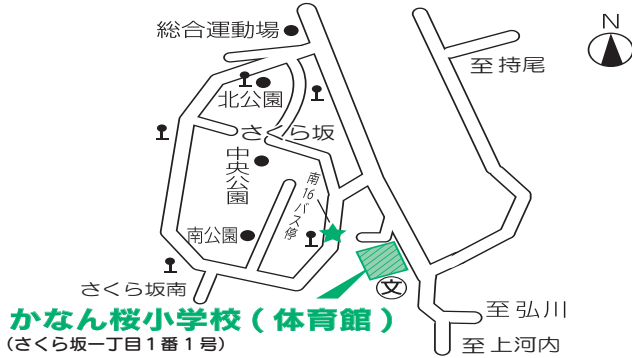 総合運動場
N
至 持尾
北公園
さくら坂
中央公園
南16バス停
南公園
さくら坂南
文
至 弘川
至 上河内
かなん桜小学校（体育館）
（さくら坂一丁目１番１号）